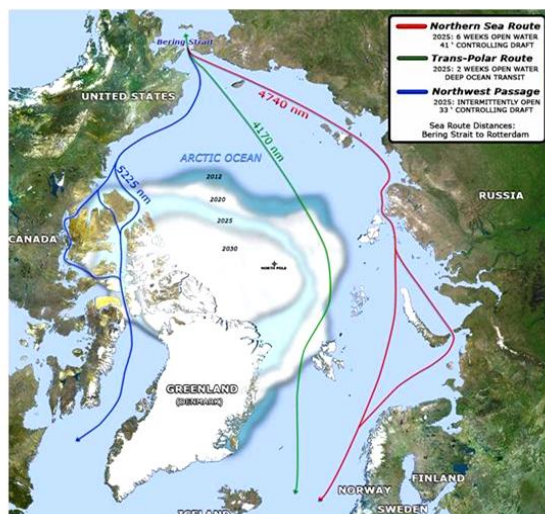 Bering Strait
Northern Sea Route
2025: 6 WEEKS OPEN WATER
41' CONTROLLING DRAFT
Trans-Polar Route
2025: 2 WEEKS OPEN WATER
DEEP OCEAN TRANSIT
Northwest Passage
2025: INTERMITTENTLY OPEN
33' CONTROLLING DRAFT
Sea Route Distances:
Bering Strait to Rotterdam
UNITED STATES
4740 nm
4170 nm
5225 nm
ARCTIC OCEAN
2012
2020
2025
2030
NORTH POLE
RUSSIA
CANADA
GREENLAND
(DENMARK)
NORWAY
FINLAND
SWEDEN
ICELAND